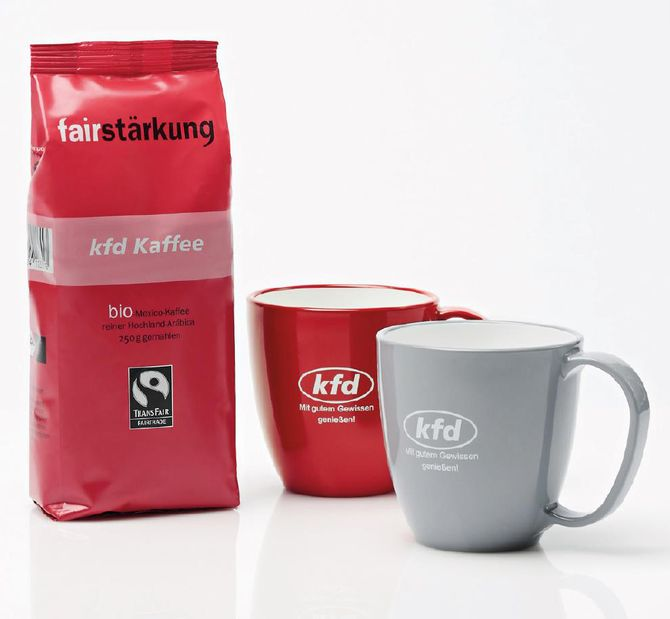 fairstärkung
kfd Kaffee
bio Mexico-Kaffee
reiner Hochland-Arabica
250 g gemahlen
TRANSFAIR
FAIRTRADE
kfd
Mit gutem Gewissen
genießen!
kfd
Mit gutem Gewissen
genießen!